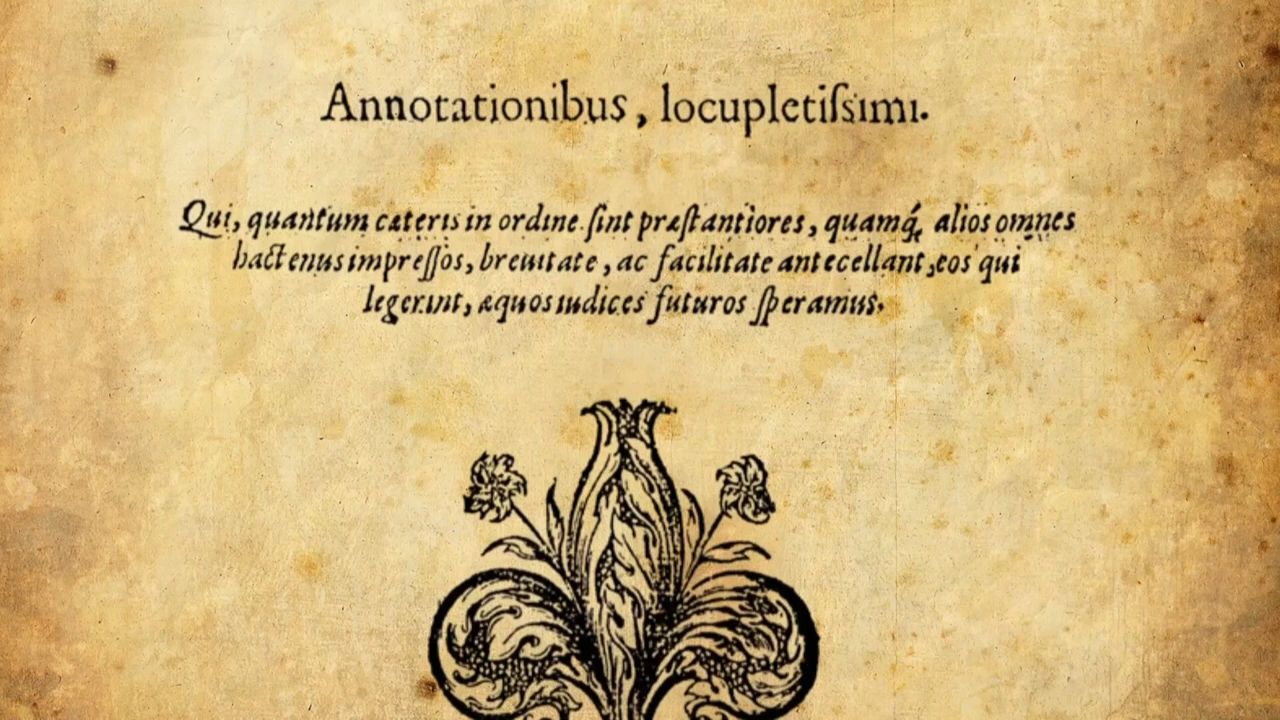 Annotationibus, locupletiſsimi.
Qui, quantum cæteris in ordine ſint præſtantiores, quamq́; alios omnes
hactenus impreſſos, breuitate, ac facilitate antecellant, eos qui
legerint, æquos iudices futuros ſperamus.